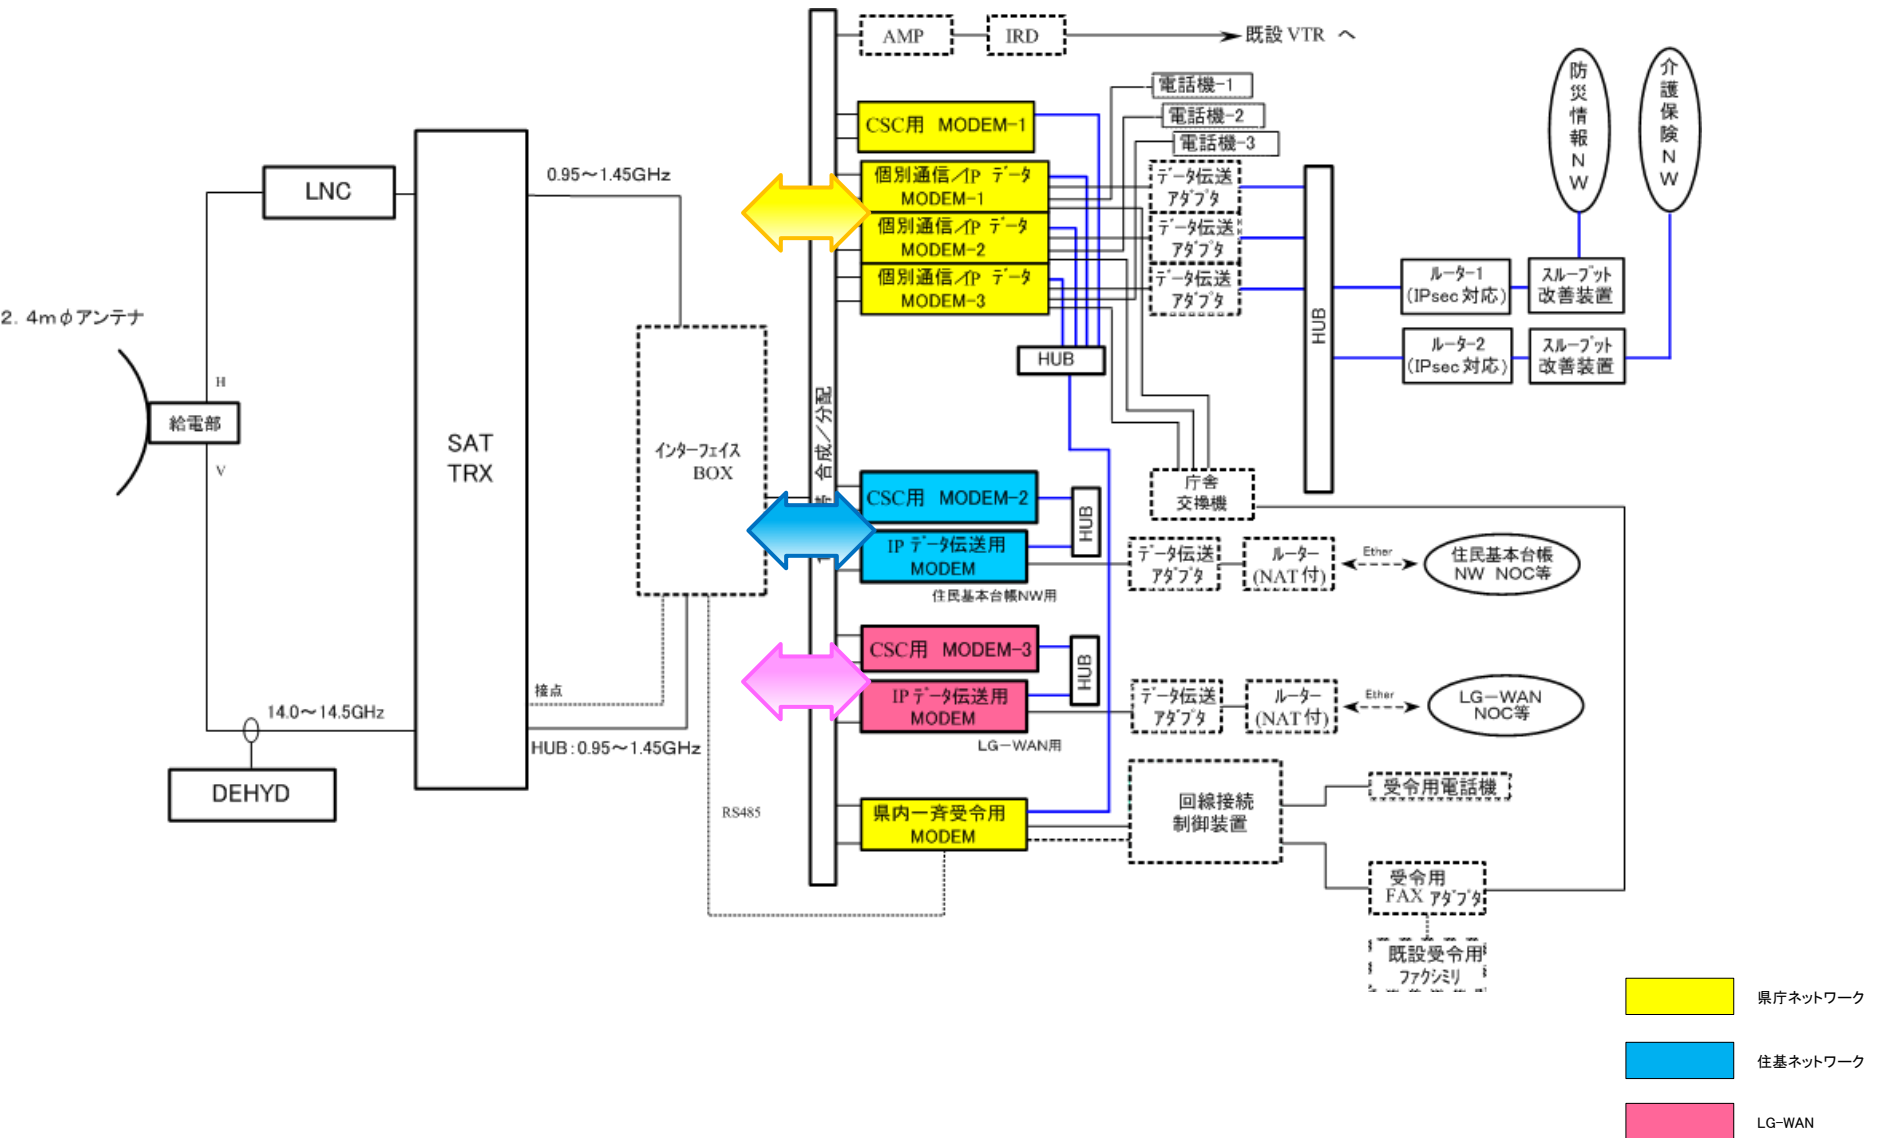 AMP
IRD
既設 VTR へ
電話機-1
電話機-2
電話機-3
CSC用 MODEM-1
個別通信/IP データ
MODEM-1
個別通信/IP データ
MODEM-2
個別通信/IP データ
MODEM-3
データ伝送
アダプタ
データ伝送
アダプタ
データ伝送
アダプタ
防災情報NW
介護保険NW
LNC
0.95～1.45GHz
2.4mφアンテナ
H
給電部
V
SAT
TRX
インターフェイス
BOX
合成/分配
HUB
HUB
ルーター1
(IPsec 対応)
スループット
改善装置
ルーター2
(IPsec 対応)
スループット
改善装置
庁舎
交換機
CSC用 MODEM-2
HUB
IP データ伝送用
MODEM
住民基本台帳NW用
データ伝送
アダプタ
ルーター
(NAT付)
Ether
住民基本台帳
NW NOC等
CSC用 MODEM-3
HUB
IP データ伝送用
MODEM
LG-WAN用
データ伝送
アダプタ
ルーター
(NAT付)
Ether
LG-WAN
NOC等
接点
14.0～14.5GHz
HUB:0.95～1.45GHz
DEHYD
RS485
県内一斉受令用
MODEM
回線接続
制御装置
受令用電話機
受令用
FAX アダプタ
既設受令用
ファクシミリ
県庁ネットワーク
住基ネットワーク
LG-WAN